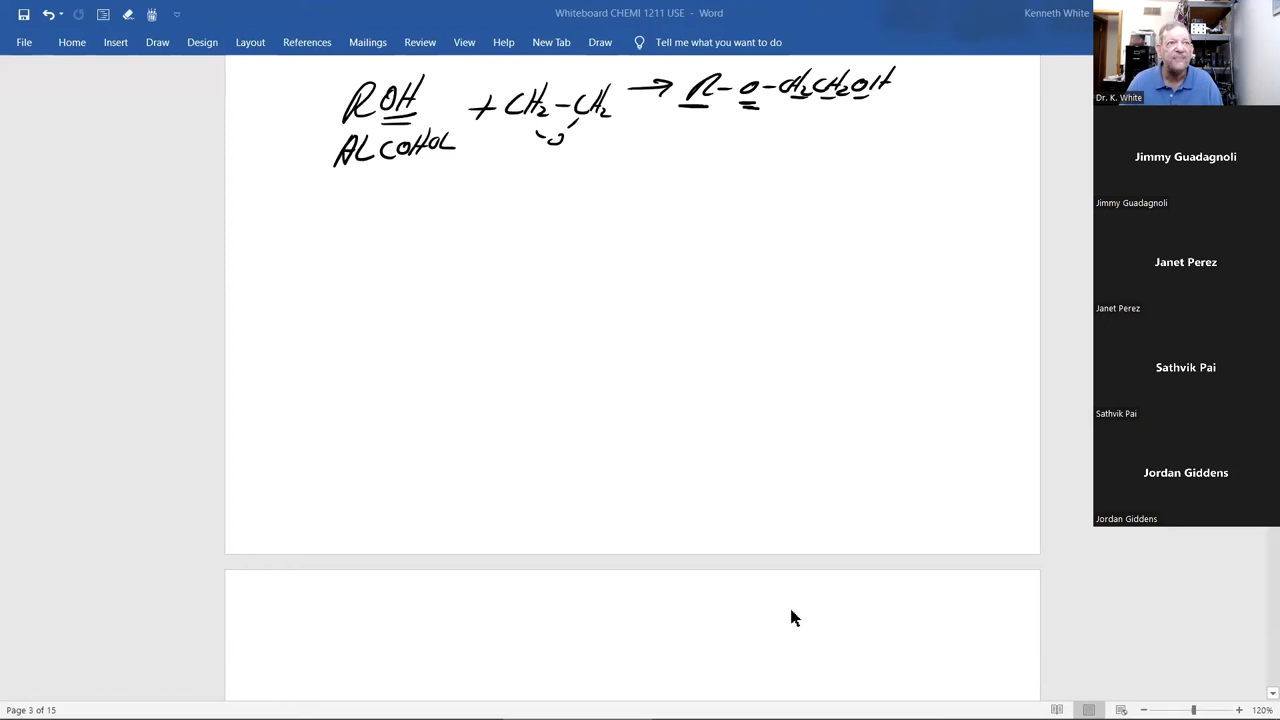 Whiteboard CHEMI 1211 USE - Word
Kenneth White
File Home Insert Draw Design Layout References Mailings Review View Help New Tab Draw Tell me what you want to do
ROH + CH2-CH2 → R-O-CH2CH2OH
O
ALCOHOL
Dr. K. White
Jimmy Guadagnoli
Jimmy Guadagnoli
Janet Perez
Janet Perez
Sathvik Pai
Sathvik Pai
Jordan Giddens
Jordan Giddens
Page 3 of 15
120%